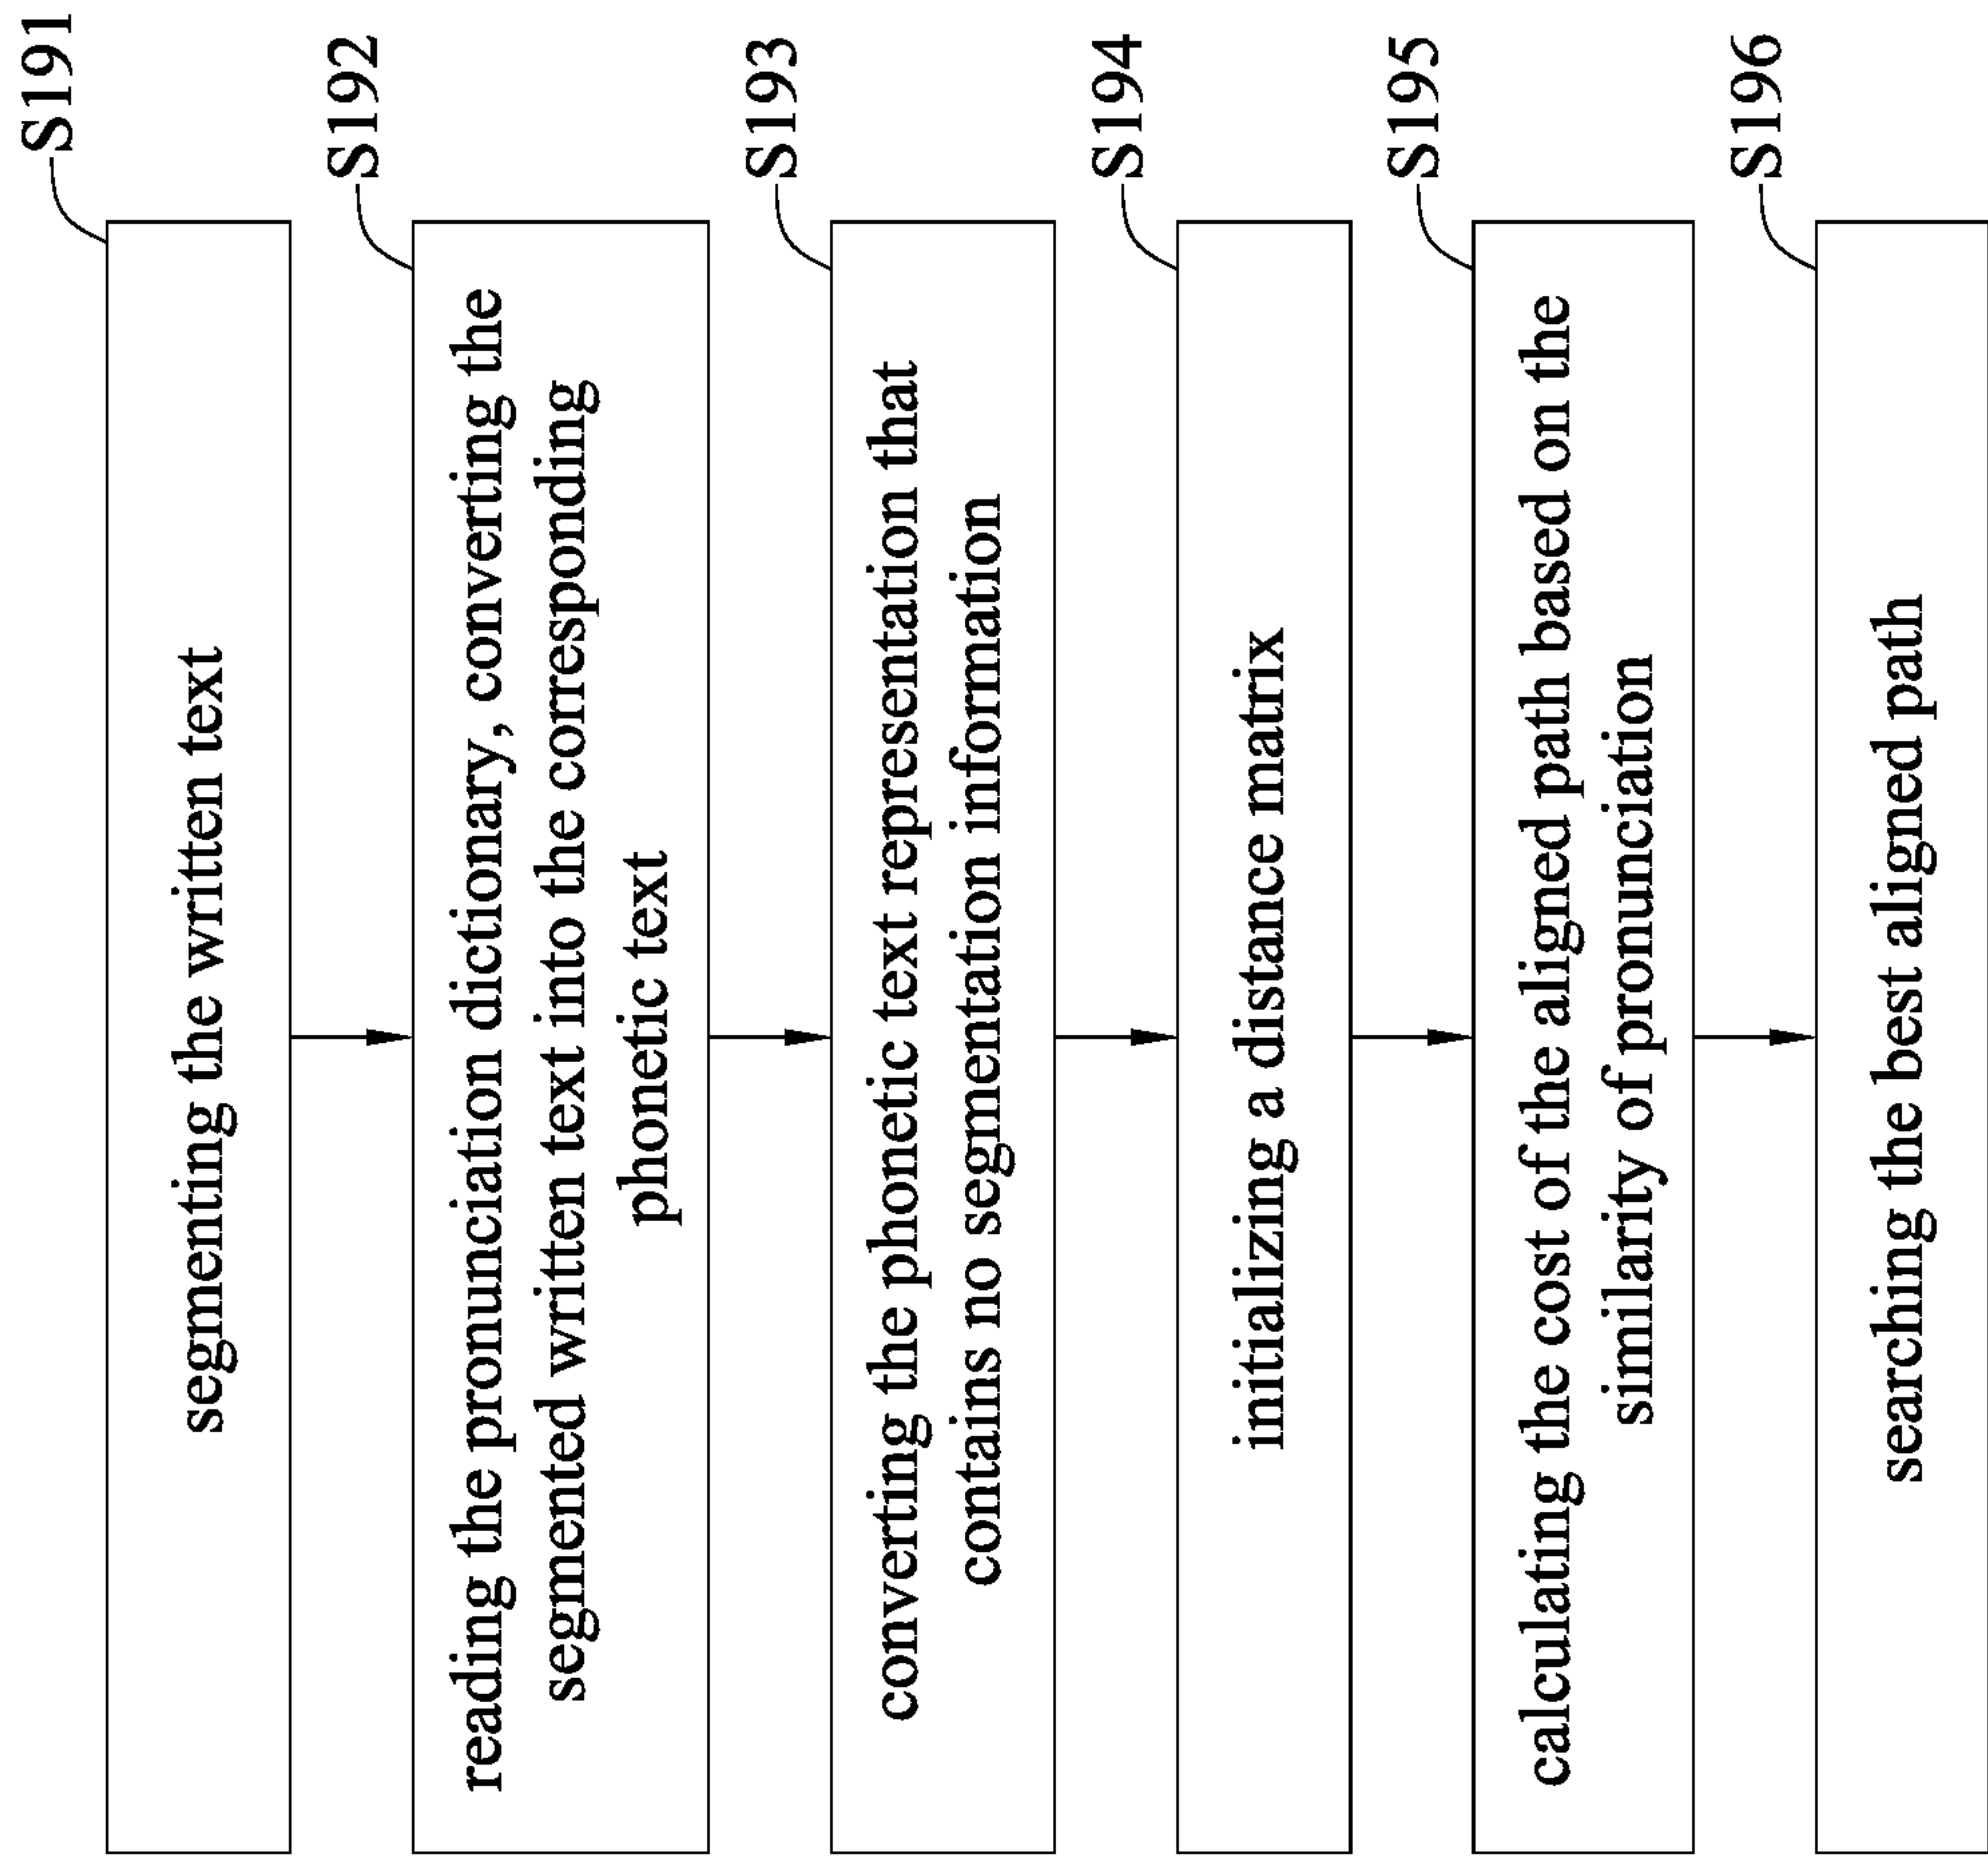 S191
segmenting the written text
S192
reading the pronunciation dictionary, converting the
segmented written text into the corresponding
phonetic text
S193
converting the phonetic text representation that
contains no segmentation information
S194
initializing a distance matrix
S195
calculating the cost of the aligned path based on the
similarity of pronunciation
S196
searching the best aligned path